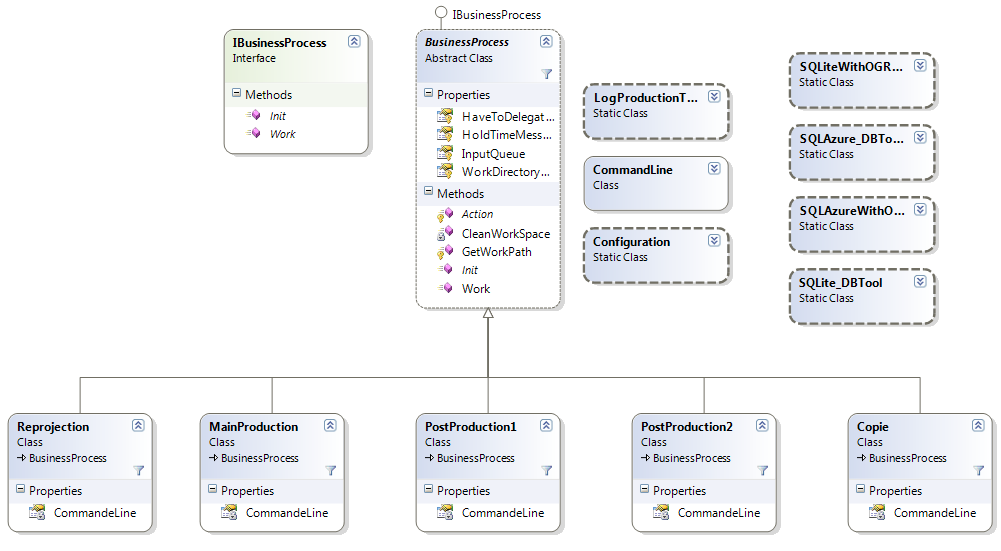 IBusinessProcess
IBusinessProcess
Interface
Methods
Init
Work
BusinessProcess
Abstract Class
Properties
HaveToDelegat...
HoldTimeMess...
InputQueue
WorkDirectory...
Methods
Action
CleanWorkSpace
GetWorkPath
Init
Work
LogProductionT...
Static Class
CommandLine
Class
Configuration
Static Class
SQLiteWithOGR...
Static Class
SQLAzure_DBTo...
Static Class
SQLAzureWithO...
Static Class
SQLite_DBTool
Static Class
Reprojection
Class
BusinessProcess
Properties
CommandeLine
MainProduction
Class
BusinessProcess
Properties
CommandeLine
PostProduction1
Class
BusinessProcess
Properties
CommandeLine
PostProduction2
Class
BusinessProcess
Properties
CommandeLine
Copie
Class
BusinessProcess
Properties
CommandeLine